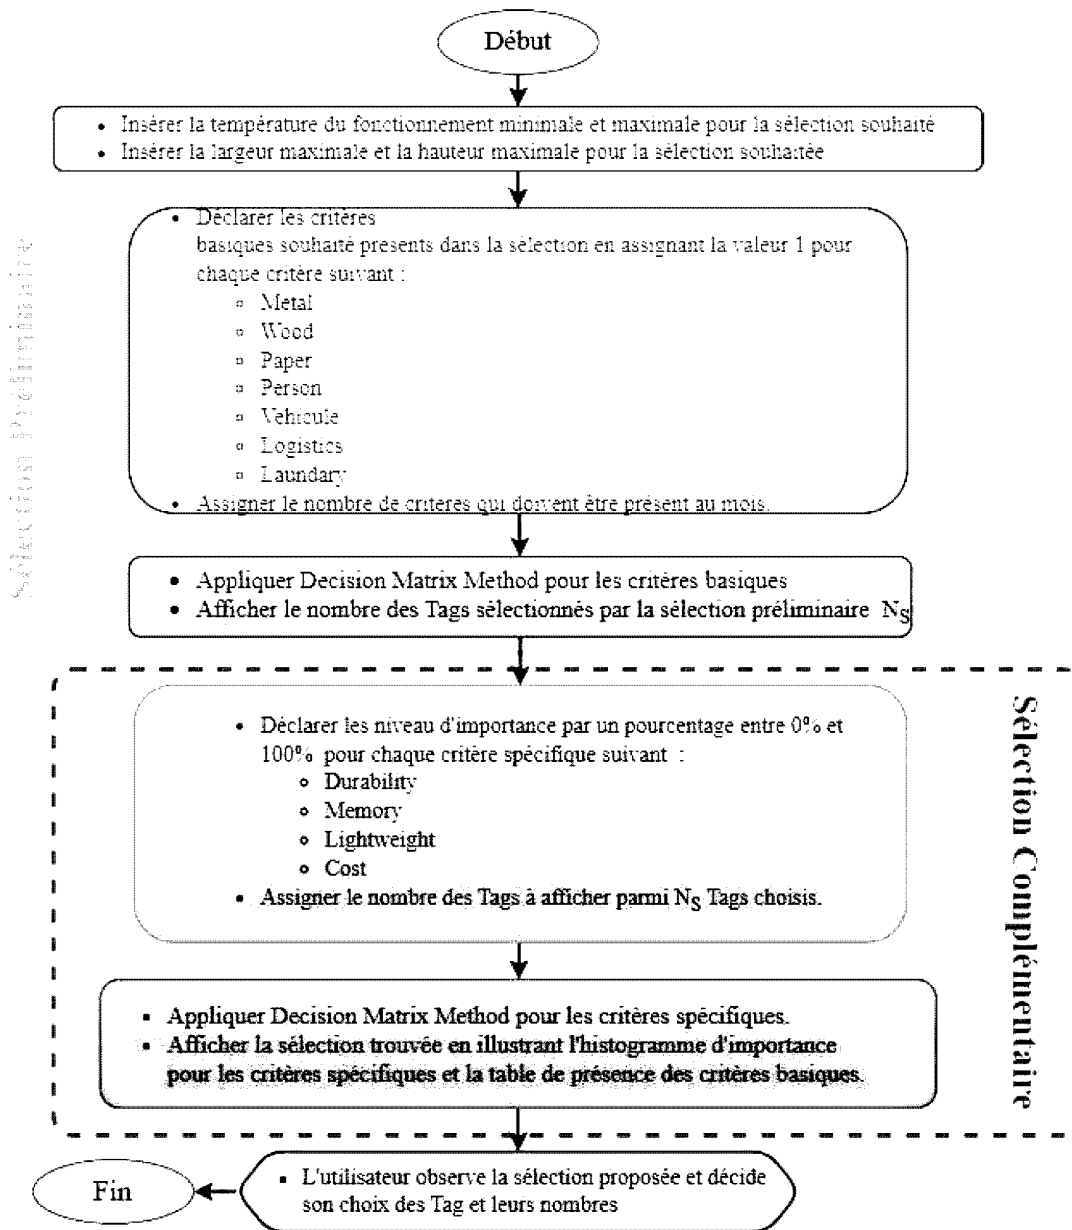 Début
• Insérer la température du fonctionnement minimale et maximale pour la sélection souhaité
• Insérer la largeur maximale et la hauteur maximale pour la sélection souhaitée
Sélection Préliminaire
• Déclarer les critères
basiques souhaité presents dans la sélection en assignant la valeur 1 pour
chaque critère suivant :
Metal
Wood
Paper
Person
Vehicule
Logistics
Laundary
• Assigner le nombre de critères qui doivent être présent au mois.
• Appliquer Decision Matrix Method pour les critères basiques
• Afficher le nombre des Tags sélectionnés par la sélection préliminaire NS
Sélection Complémentaire
• Déclarer les niveau d'importance par un pourcentage entre 0% et
100% pour chaque critère spécifique suivant :
Durability
Memory
Lightweight
Cost
• Assigner le nombre des Tags à afficher parmi NS Tags choisis.
▪ Appliquer Decision Matrix Method pour les critères spécifiques.
▪ Afficher la sélection trouvée en illustrant l'histogramme d'importance
pour les critères spécifiques et la table de présence des critères basiques.
▪ L'utilisateur observe la sélection proposée et décide
son choix des Tag et leurs nombres
Fin